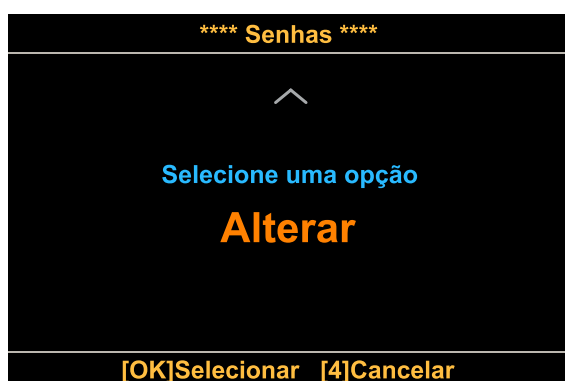 **** Senhas ****
Selecione uma opção
Alterar
[OK]Selecionar [4]Cancelar